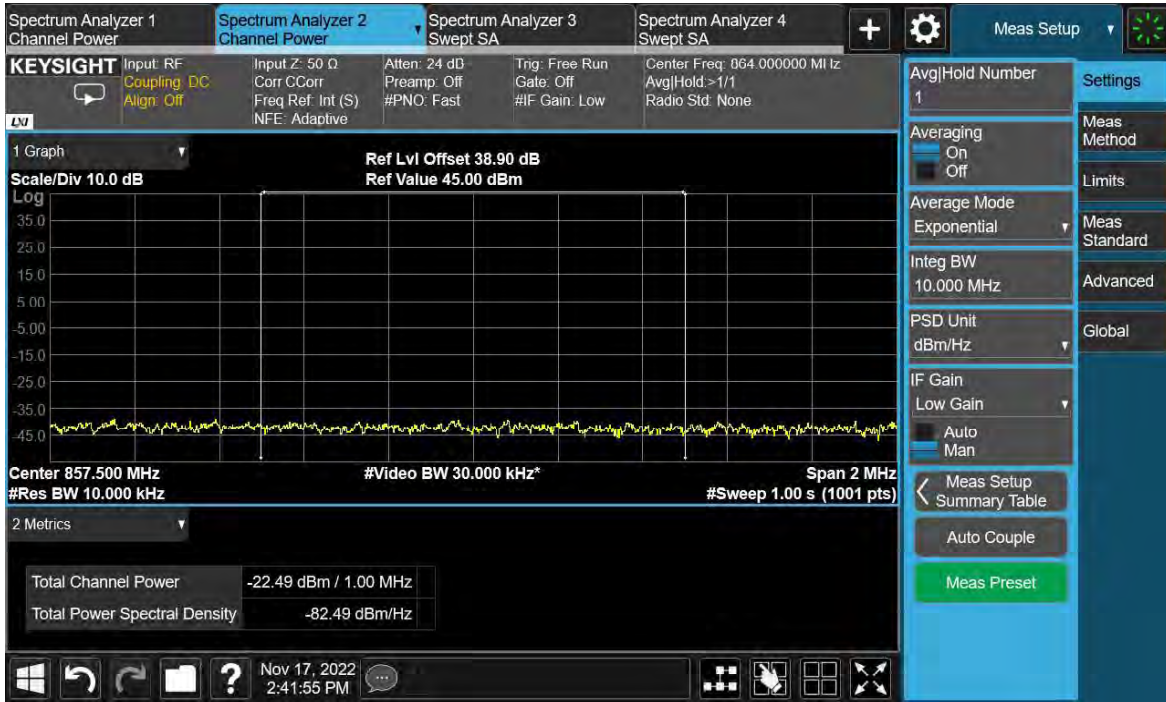 Spectrum Analyzer 1
Channel Power
Spectrum Analyzer 2
Channel Power
Spectrum Analyzer 3
Swept SA
Spectrum Analyzer 4
Swept SA
+
Meas Setup
KEYSIGHT
LXI
Input: RF
Coupling: DC
Align: Off
Input Z: 50 Ω
Corr CCorr
Freq Ref: Int (S)
NFE: Adaptive
Atten: 24 dB
Preamp: Off
#PNO: Fast
Trig: Free Run
Gate: Off
#IF Gain: Low
Center Freq: 864.000000 MHz
Avg|Hold:>1/1
Radio Std: None
1 Graph
Scale/Div 10.0 dB
Ref Lvl Offset 38.90 dB
Ref Value 45.00 dBm
Log
35.0
25.0
15.0
5.00
-5.00
-15.0
-25.0
-35.0
-45.0
Center 857.500 MHz
#Res BW 10.000 kHz
#Video BW 30.000 kHz*
Span 2 MHz
#Sweep 1.00 s (1001 pts)
2 Metrics
Total Channel Power
-22.49 dBm / 1.00 MHz
Total Power Spectral Density
-82.49 dBm/Hz
?
Nov 17, 2022
2:41:55 PM
Avg|Hold Number
1
Averaging
On
Off
Average Mode
Exponential
Integ BW
10.000 MHz
PSD Unit
dBm/Hz
IF Gain
Low Gain
Auto
Man
Meas Setup
Summary Table
Auto Couple
Meas Preset
Settings
Meas
Method
Limits
Meas
Standard
Advanced
Global